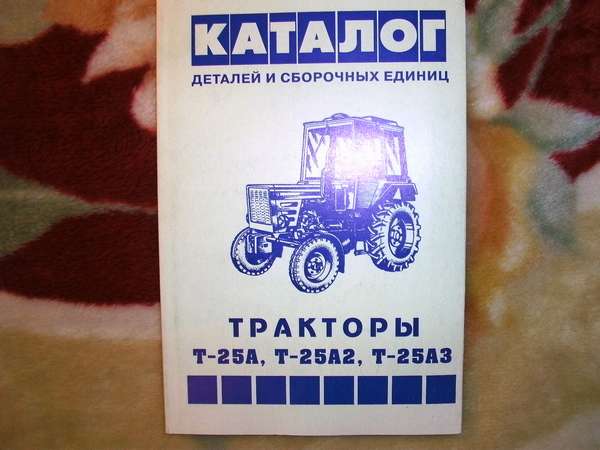 КАТАЛОГ
ДЕТАЛЕЙ И СБОРОЧНЫХ ЕДИНИЦ
ТРАКТОРЫ
Т-25А, Т-25А2, Т-25А3